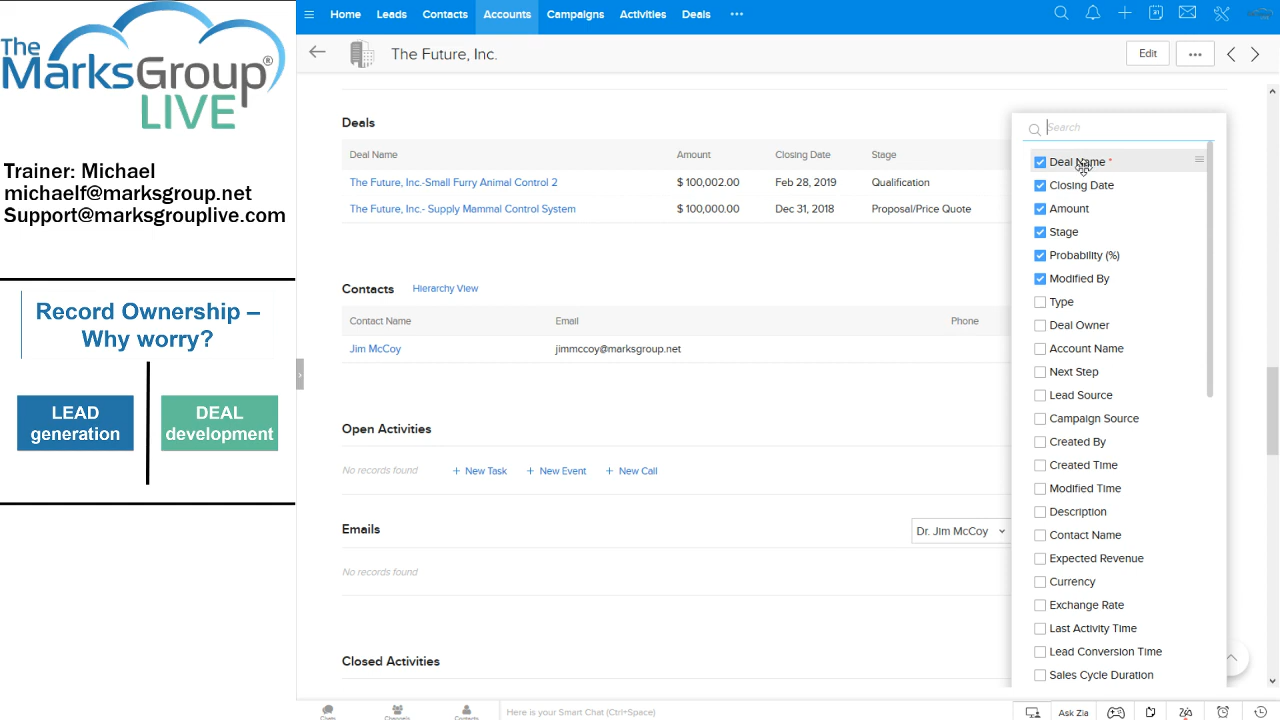 The
MarksGroup®
LIVE
Trainer: Michael
michaelf@marksgroup.net
Support@marksgrouplive.com
Record Ownership –
Why worry?
LEAD
generation
DEAL
development
Home Leads Contacts Accounts Campaigns Activities Deals •••
31
The Future, Inc.
Edit •••
Deals
Deal Name Amount Closing Date Stage
The Future, Inc.-Small Furry Animal Control 2 $ 100,002.00 Feb 28, 2019 Qualification
The Future, Inc.- Supply Mammal Control System $ 100,000.00 Dec 31, 2018 Proposal/Price Quote
Contacts Hierarchy View
Contact Name Email Phone
Jim McCoy jimmccoy@marksgroup.net
Open Activities
No records found + New Task + New Event + New Call
Emails Dr. Jim McCoy
No records found
Closed Activities
Search
Deal Name *
Closing Date
Amount
Stage
Probability (%)
Modified By
Type
Deal Owner
Account Name
Next Step
Lead Source
Campaign Source
Created By
Created Time
Modified Time
Description
Contact Name
Expected Revenue
Currency
Exchange Rate
Last Activity Time
Lead Conversion Time
Sales Cycle Duration
Chats Channels Contacts Here is your Smart Chat (Ctrl+Space) Ask Zia